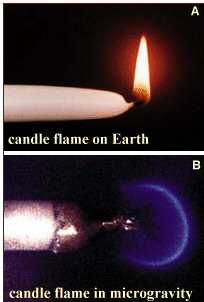 A
candle flame on Earth
B
candle flame in microgravity